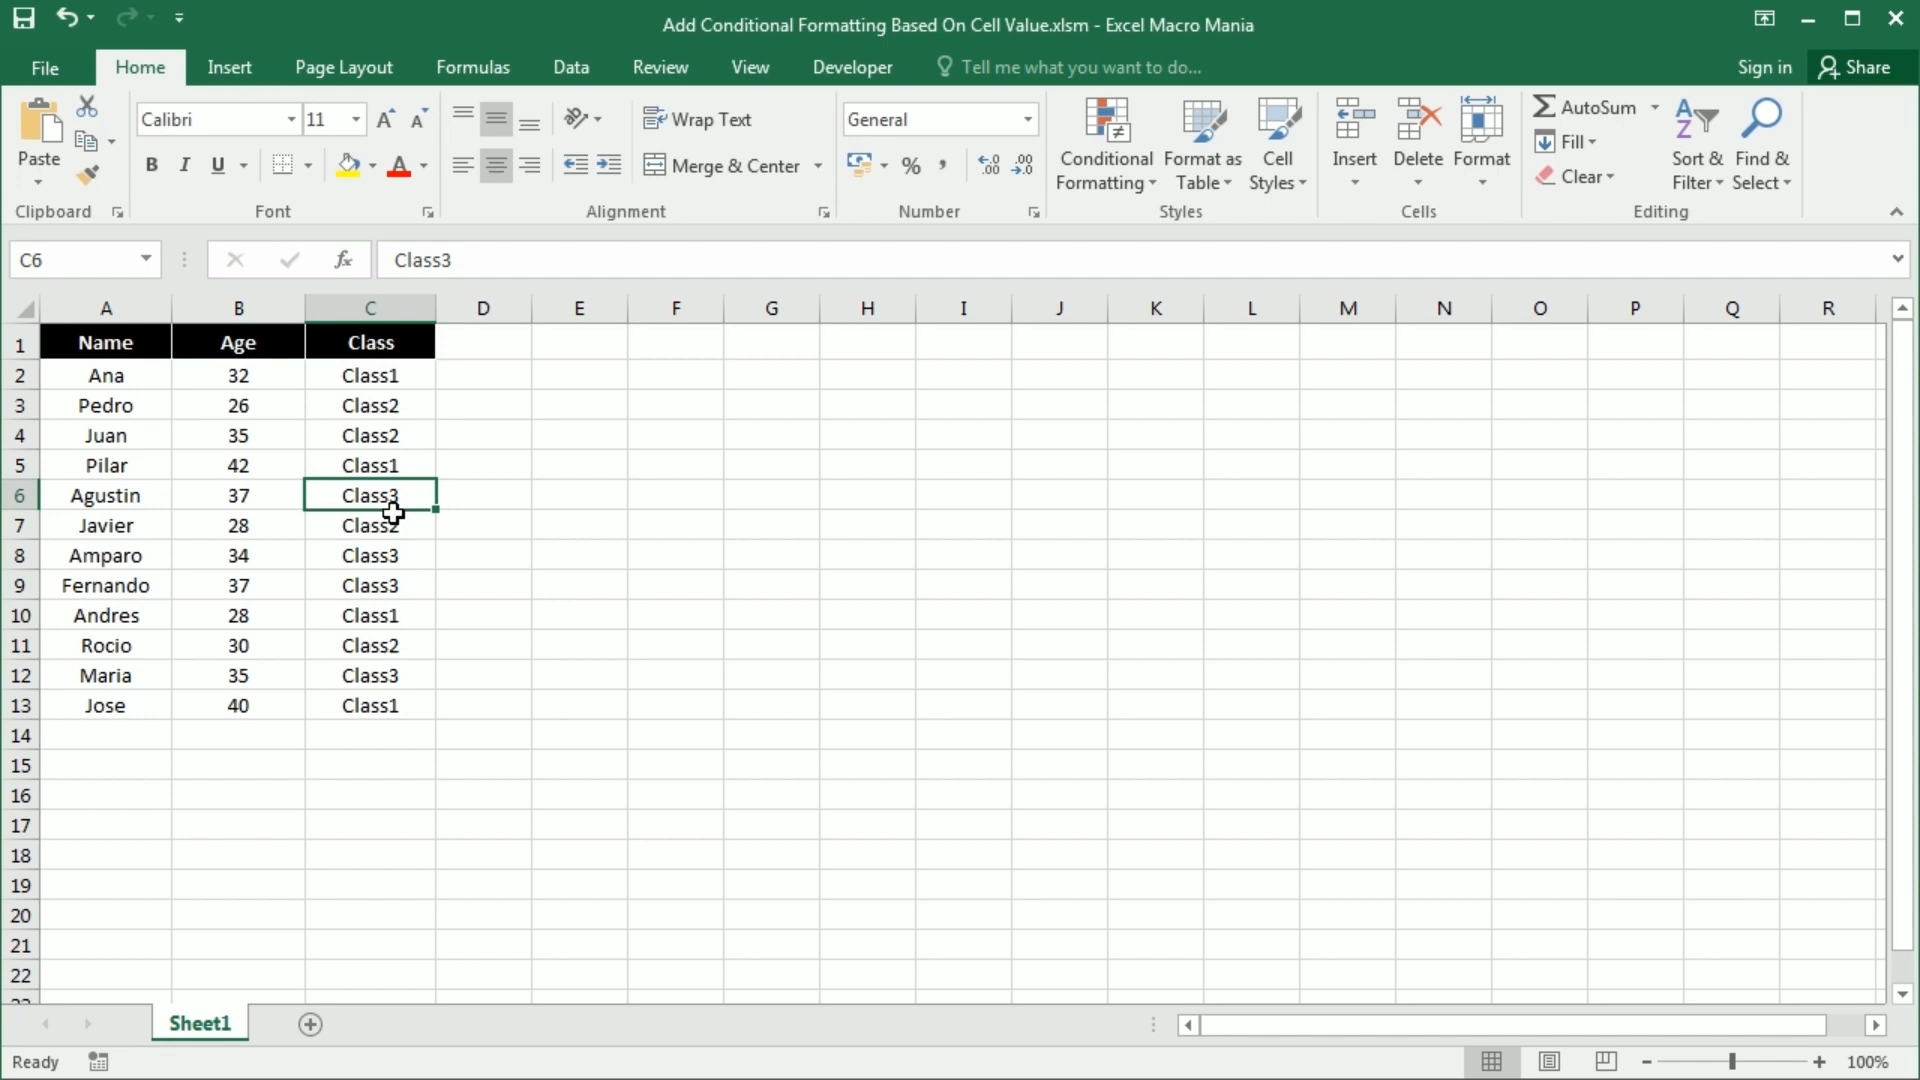 Add Conditional Formatting Based On Cell Value.xlsm - Excel Macro Mania
File Home Insert Page Layout Formulas Data Review View Developer Tell me what you want to do... Sign in Share
Paste
Clipboard
Calibri 11
B I U A
Font
Wrap Text
Merge & Center
Alignment
General
% ,
Number
Conditional Formatting
Format as Table
Cell Styles
Styles
Insert Delete Format
Cells
AutoSum
Fill
Clear
Sort & Filter
Find & Select
Editing
C6 fx Class3
A B C D E F G H I J K L M N O P Q R
1 Name Age Class
2 Ana 32 Class1
3 Pedro 26 Class2
4 Juan 35 Class2
5 Pilar 42 Class1
6 Agustin 37 Class3
7 Javier 28 Class2
8 Amparo 34 Class3
9 Fernando 37 Class3
10 Andres 28 Class1
11 Rocio 30 Class2
12 Maria 35 Class3
13 Jose 40 Class1
14
15
16
17
18
19
20
21
22
Sheet1
Ready 100%